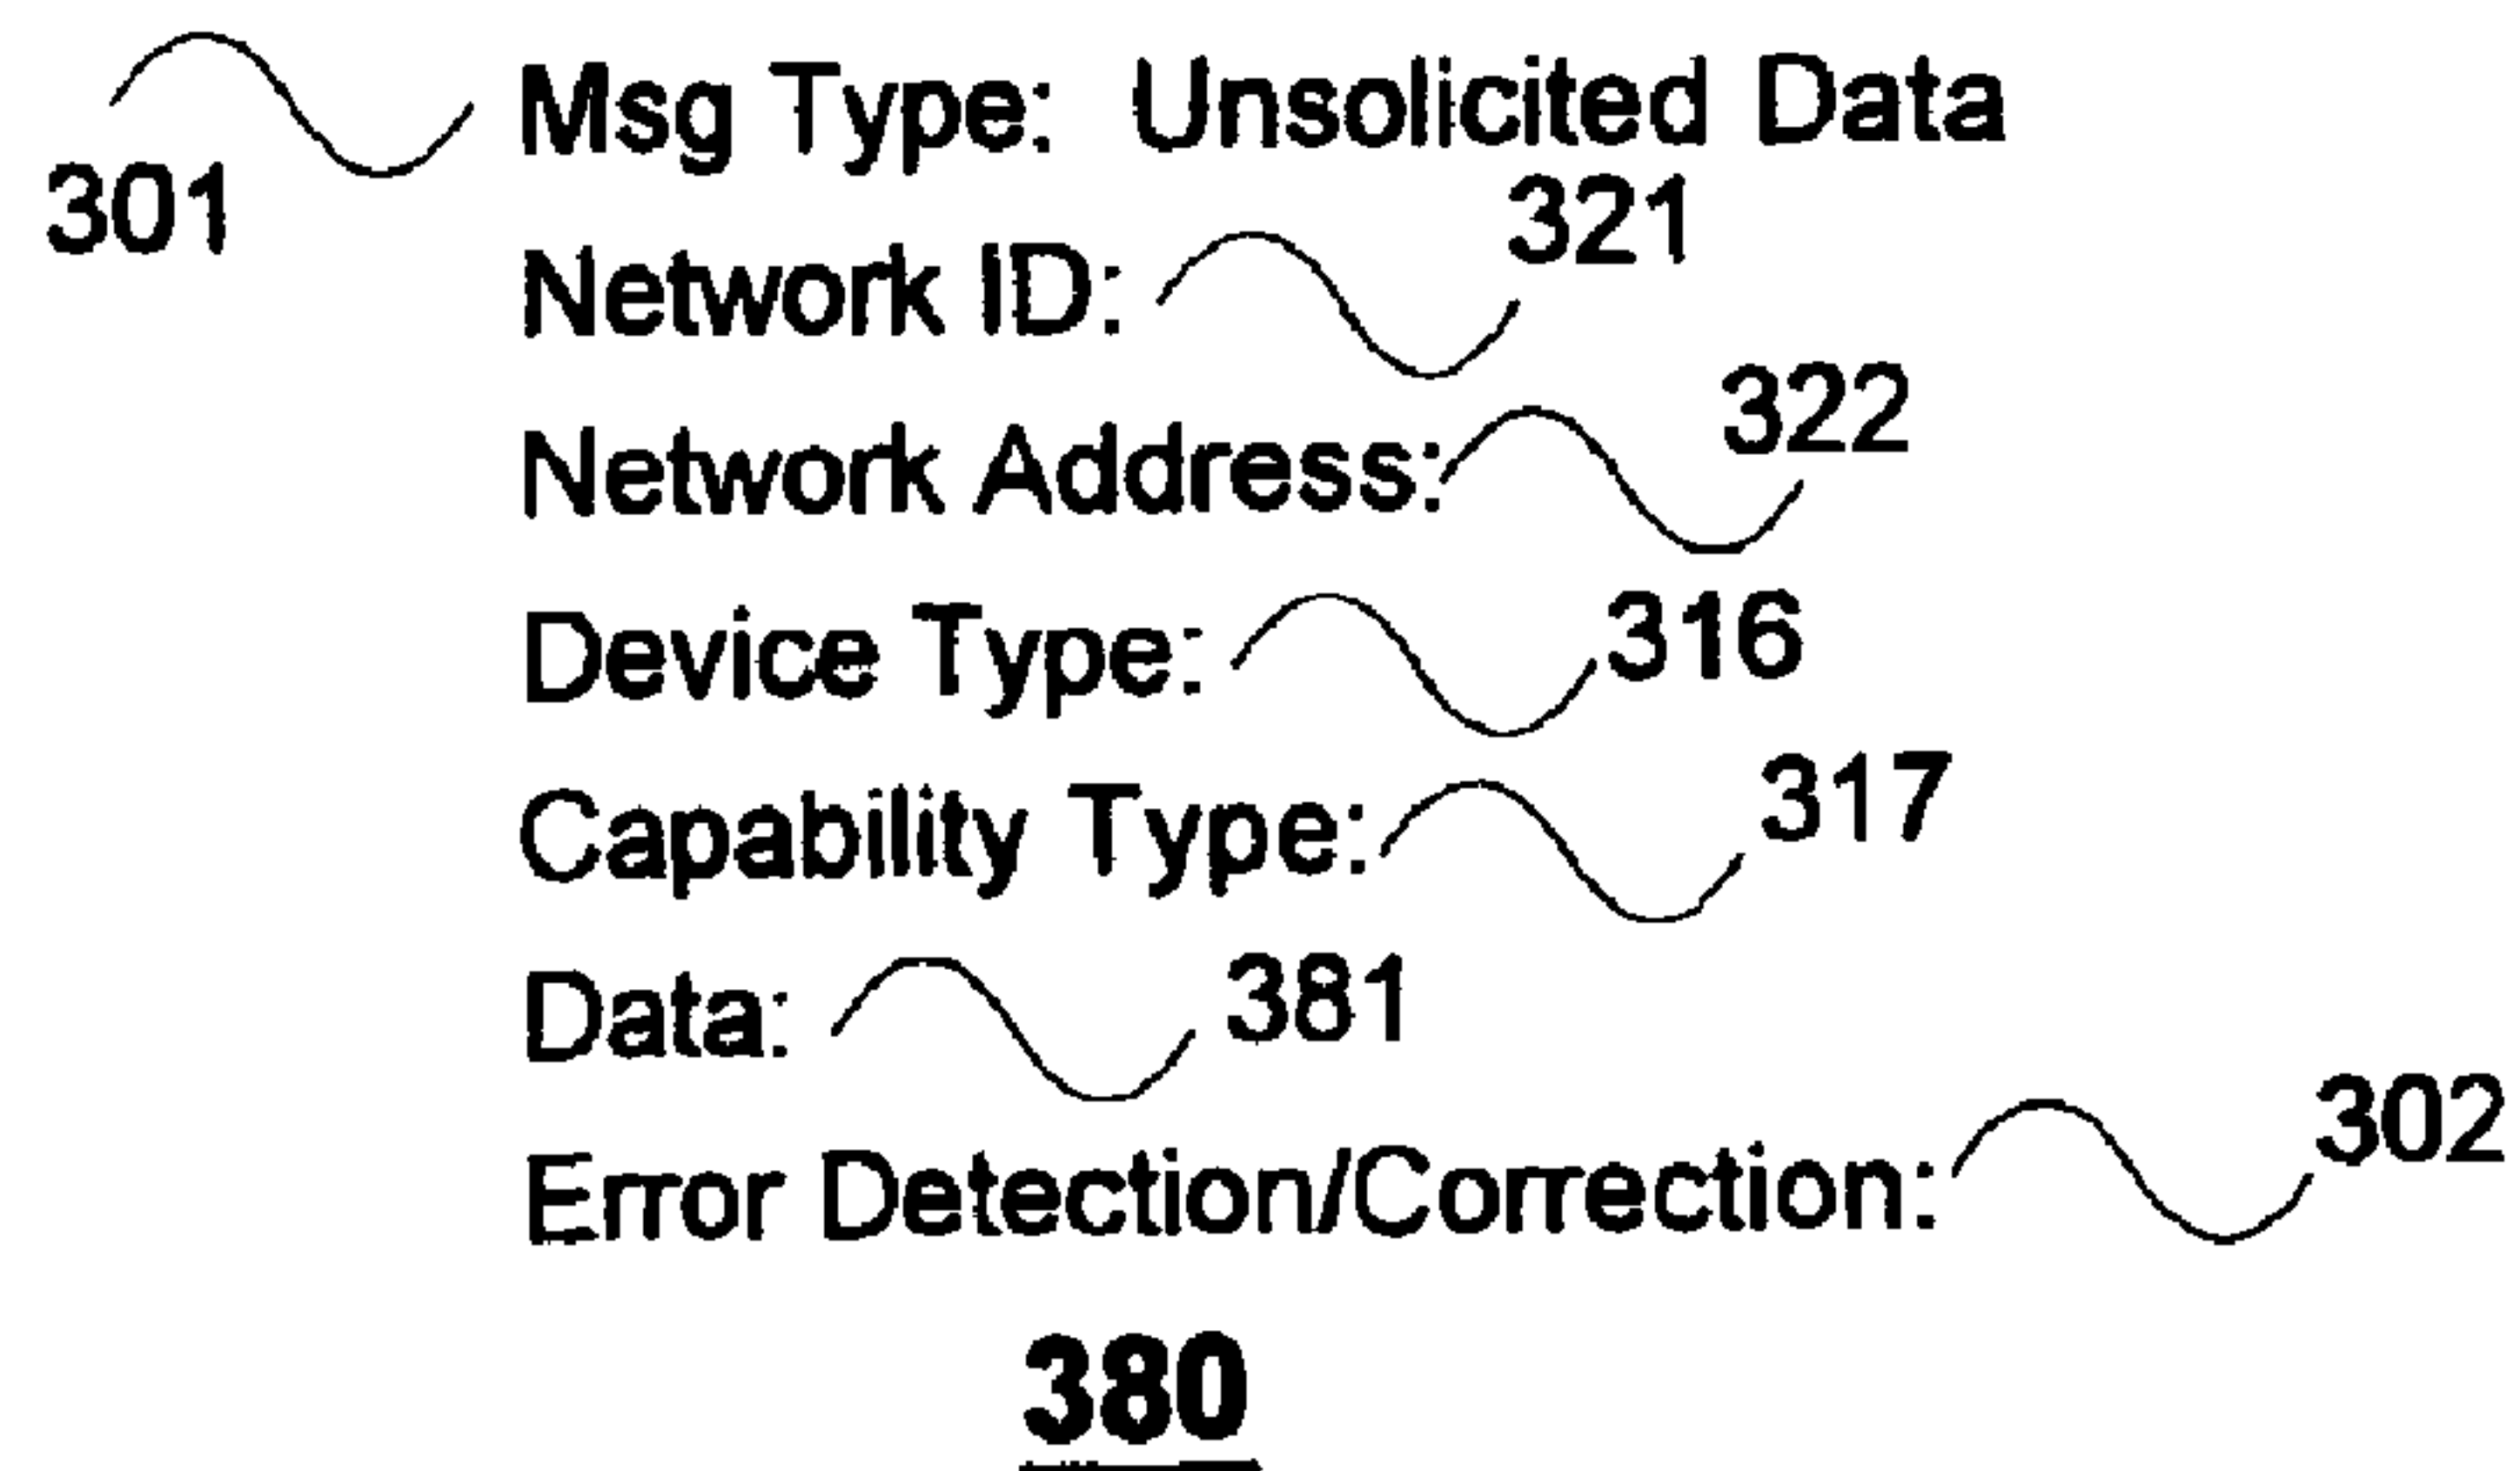 Msg Type: Unsolicited Data
301
321
Network ID:
322
Network Address:
Device Type: 316
Capability Type: 317
Data: 381
Error Detection/Correction: 302
380